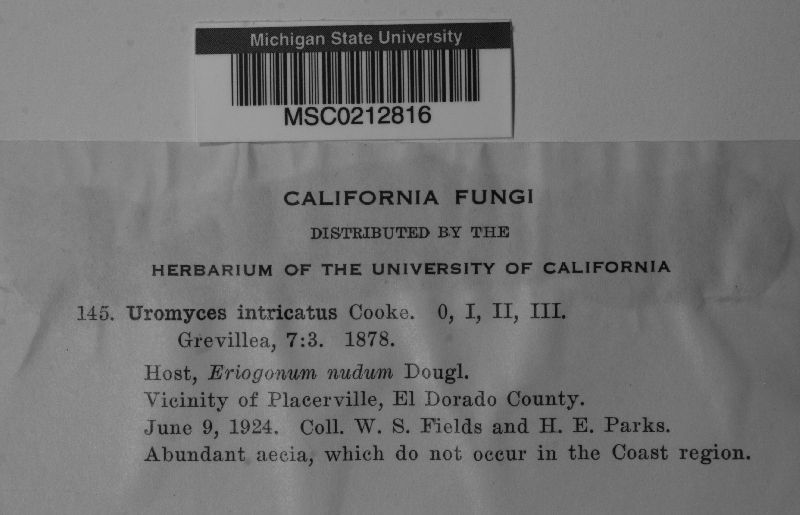 Michigan State University
MSC0212816
CALIFORNIA FUNGI
DISTRIBUTED BY THE
HERBARIUM OF THE UNIVERSITY OF CALIFORNIA
145. Uromyces intricatus Cooke. 0, I, II, III.
Grevillea, 7:3. 1878.
Host, Eriogonum nudum Dougl.
Vicinity of Placerville, El Dorado County.
June 9, 1924. Coll. W. S. Fields and H. E. Parks.
Abundant aecia, which do not occur in the Coast region.